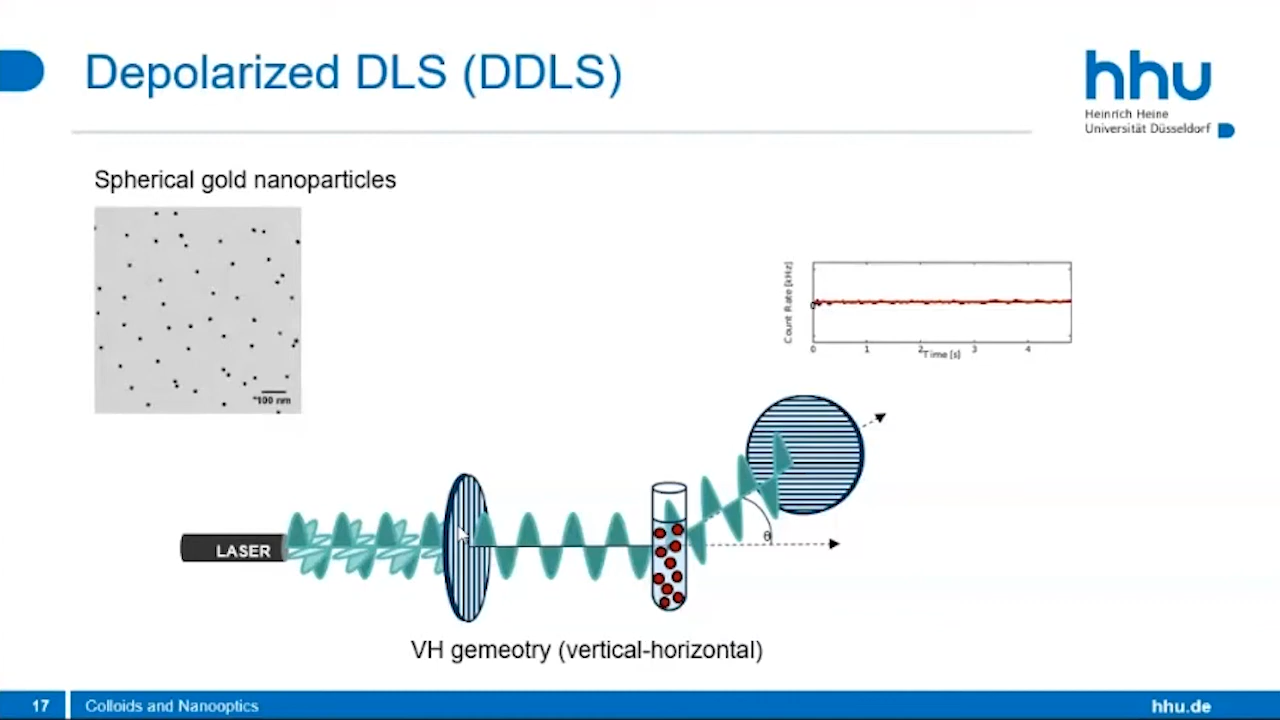 Depolarized DLS (DDLS)
hhu
Heinrich Heine
Universität Düsseldorf
Spherical gold nanoparticles
100 nm
Count Rate [kHz]
0
0 1 2 3 4
Time [s]
LASER
θ
VH gemeotry (vertical-horizontal)
17 Colloids and Nanooptics hhu.de